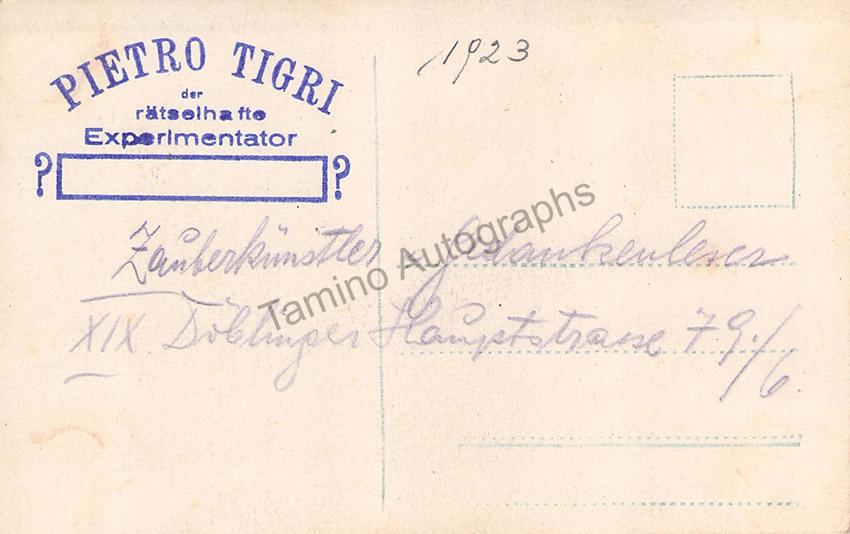 PIETRO TIGRI
der
rätselhafte
Experimentator
? ?
1923
Zauberkünstler - Gedankenleser
XIX. Döblinger Hauptstrasse 79./6.
Tamino Autographs